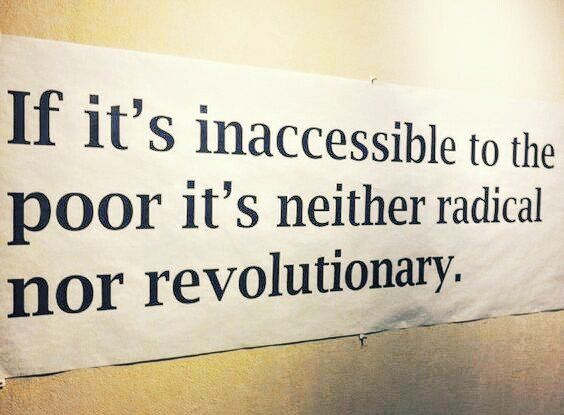 If it's inaccessible to the
poor it's neither radical
nor revolutionary.